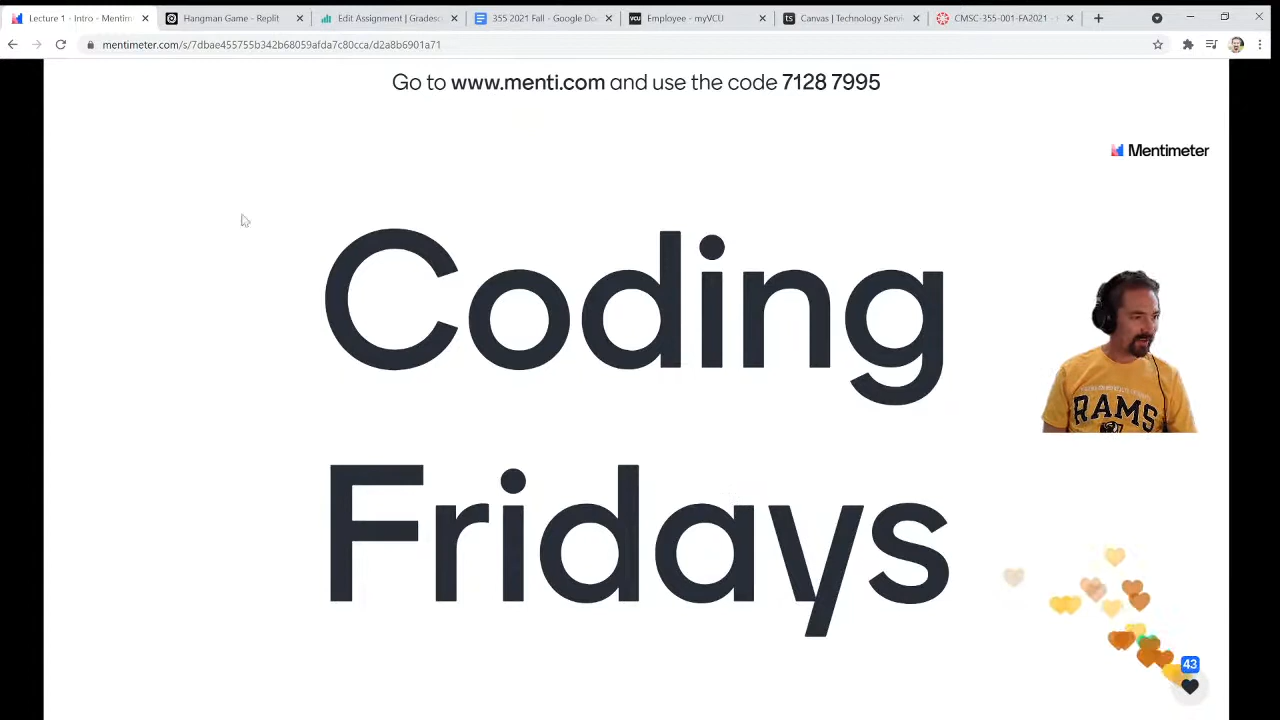 Lecture 1 - Intro - Mentim
Hangman Game - Replit
Edit Assignment | Gradesc
355 2021 Fall - Google Do
VCU
Employee - myVCU
ts
Canvas | Technology Servi
CMSC-355-001-FA2021 -
mentimeter.com/s/7dbae455755b342b68059afda7c80cca/d2a8b6901a71
Go to www.menti.com and use the code 7128 7995
Mentimeter
Coding
Fridays
RAMS
43